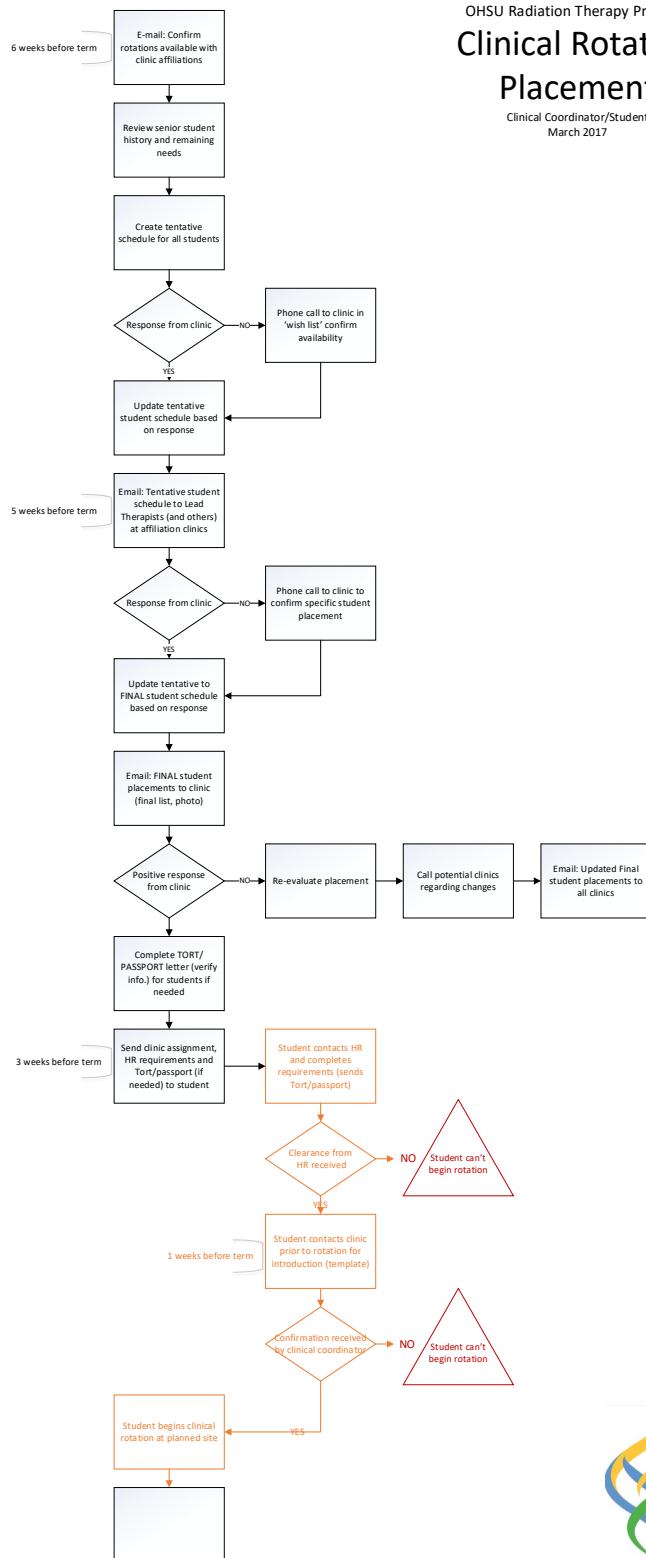 OHSU Radiation Therapy Pr
Clinical Rotat
Placement
Clinical Coordinator/Student
March 2017
6 weeks before term
E-mail: Confirm
rotations available with
clinic affiliations
Review senior student
history and remaining
needs
Create tentative
schedule for all students
Response from clinic
NO
Phone call to clinic in
‘wish list’ confirm
availability
YES
Update tentative
student schedule based
on response
5 weeks before term
Email: Tentative student
schedule to Lead
Therapists (and others)
at affiliation clinics
Response from clinic
NO
Phone call to clinic to
confirm specific student
placement
YES
Update tentative to
FINAL student schedule
based on response
Email: FINAL student
placements to clinic
(final list, photo)
Positive response
from clinic
NO
Re-evaluate placement
Call potential clinics
regarding changes
Email: Updated Final
student placements to
all clinics
Complete TORT/
PASSPORT letter (verify
info.) for students if
needed
3 weeks before term
Send clinic assignment,
HR requirements and
Tort/passport (if
needed) to student
Student contacts HR
and completes
requirements (sends
Tort/passport)
Clearance from
HR received
NO
Student can’t
begin rotation
YES
1 weeks before term
Student contacts clinic
prior to rotation for
introduction (template)
Confirmation received
by clinical coordinator
NO
Student can’t
begin rotation
YES
Student begins clinical
rotation at planned site